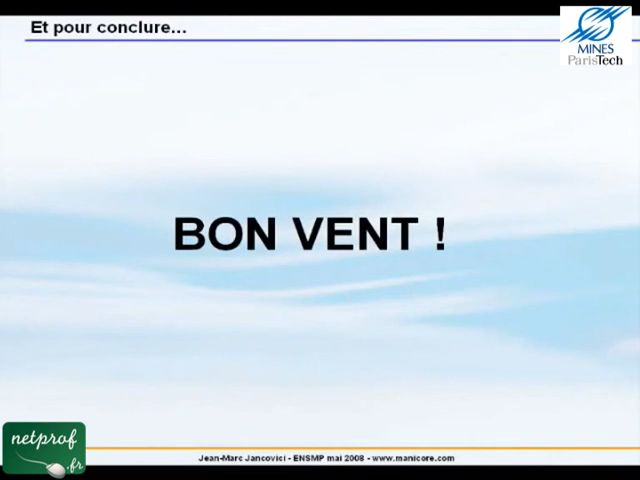 Et pour conclure...
MINES
ParisTech
BON VENT !
netprof
.fr
Jean-Marc Jancovici - ENSMP mai 2008 - www.manicore.com